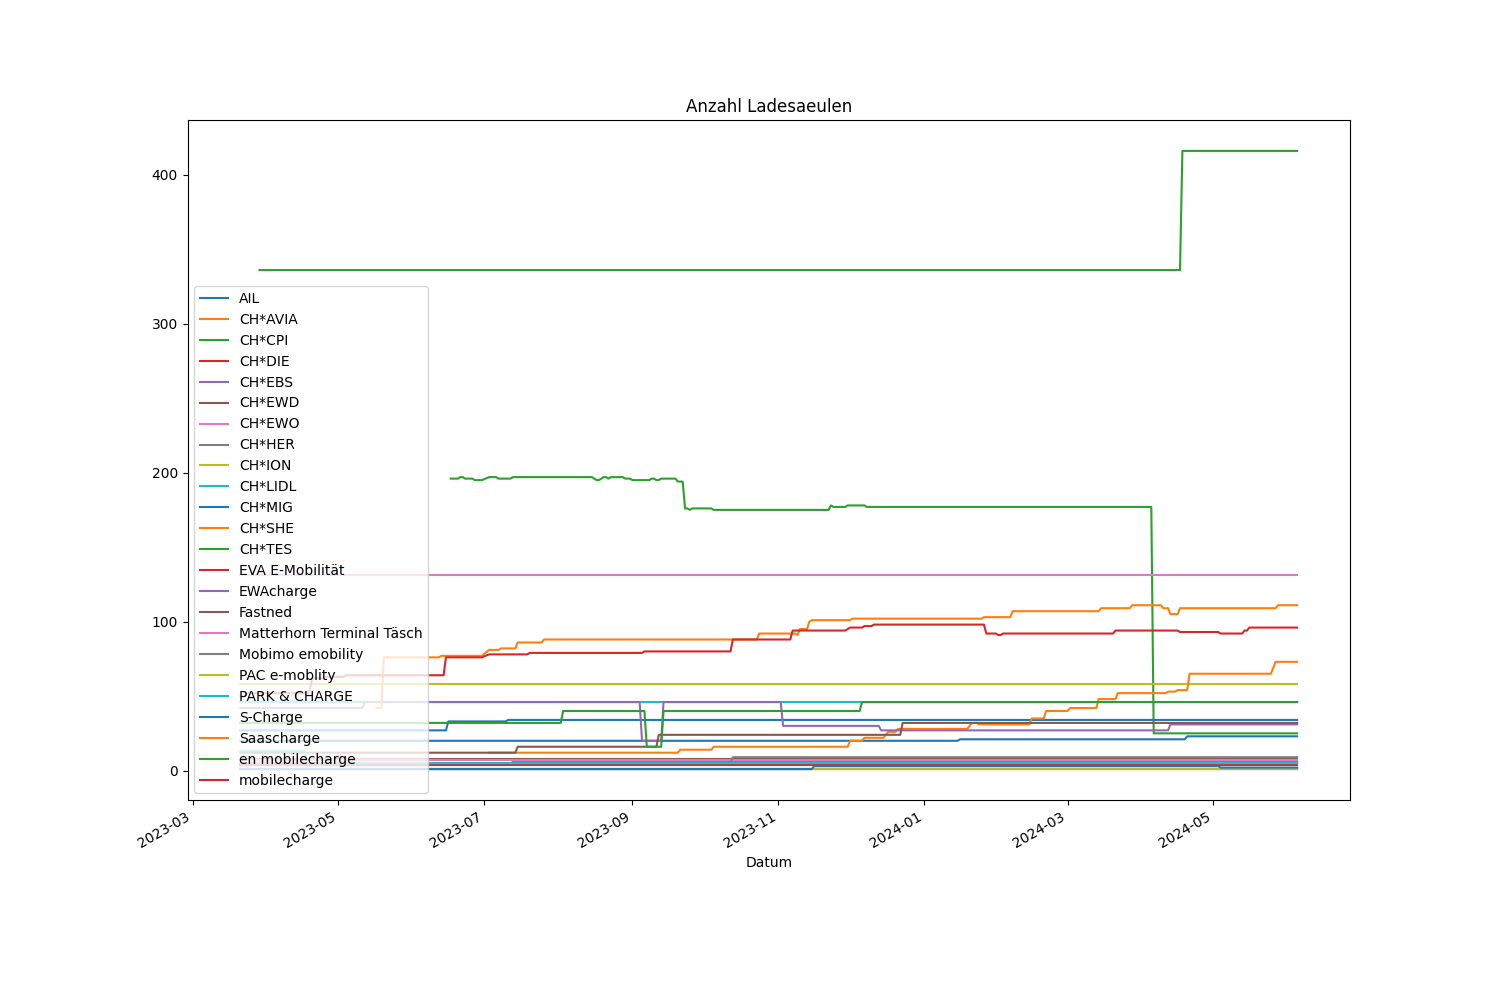 Anzahl Ladesaeulen
400
300
200
100
0
AIL
CH*AVIA
CH*CPI
CH*DIE
CH*EBS
CH*EWD
CH*EWO
CH*HER
CH*ION
CH*LIDL
CH*MIG
CH*SHE
CH*TES
EVA E-Mobilität
EWAcharge
Fastned
Matterhorn Terminal Täsch
Mobimo emobility
PAC e-moblity
PARK & CHARGE
S-Charge
Saascharge
en mobilecharge
mobilecharge
2023-03
2023-05
2023-07
2023-09
2023-11
2024-01
2024-03
2024-05
Datum